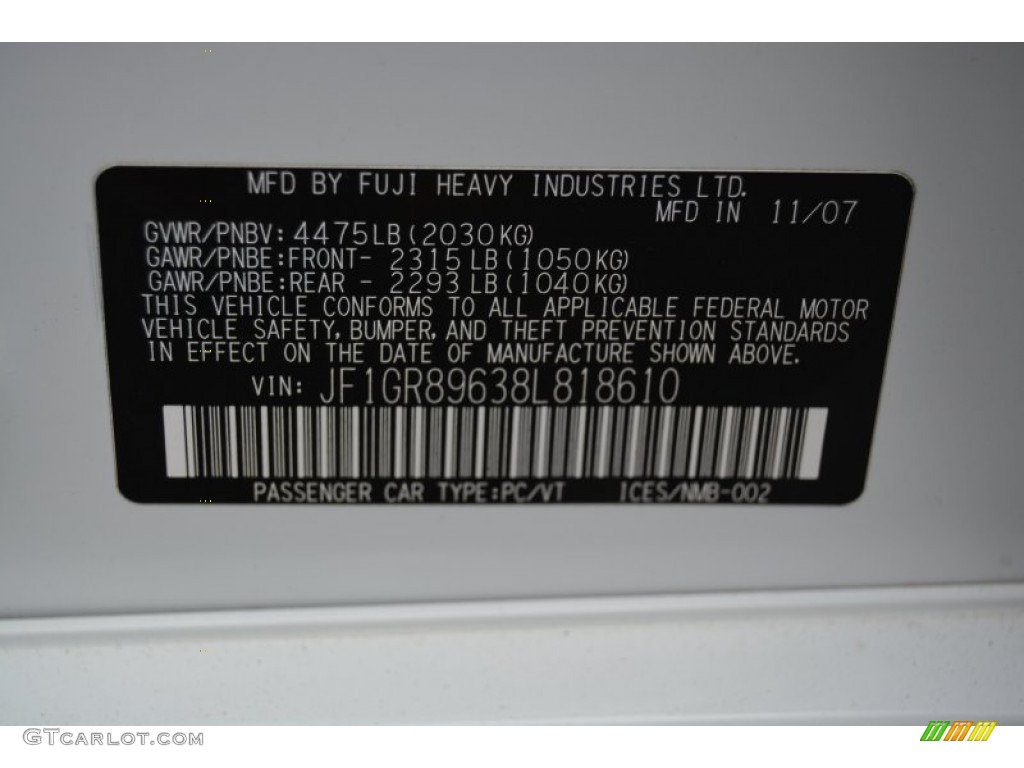 MFD BY FUJI HEAVY INDUSTRIES LTD.
MFD IN 11/07
GVWR/PNBV: 4475LB(2030KG)
GAWR/PNBE:FRONT- 2315LB(1050KG)
GAWR/PNBE:REAR - 2293LB(1040KG)
THIS VEHICLE CONFORMS TO ALL APPLICABLE FEDERAL MOTOR
VEHICLE SAFETY, BUMPER, AND THEFT PREVENTION STANDARDS
IN EFFECT ON THE DATE OF MANUFACTURE SHOWN ABOVE.
VIN: JF1GR89638L818610
PASSENGER CAR TYPE:PC/VT ICES/NMB-002
GTCARLOT.COM